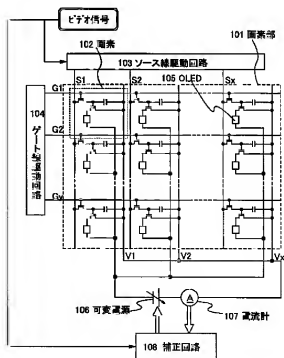 ビデオ信号
102 画素
101 画素部
103 ソース線駆動回路
S1
S2
105 OLED
Sx
G1
104
ゲート線駆動回路
G2
Gy
V1
V2
Vx
106 可変電源
A
107 電流計
108 補正回路